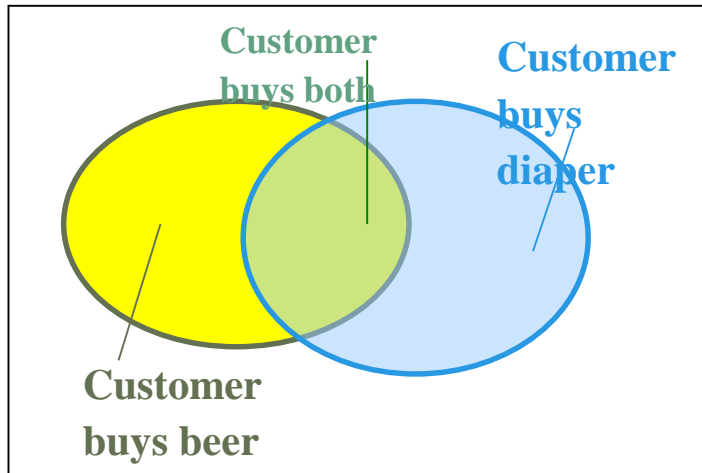 Customer
buys both
Customer
buys
diaper
Customer
buys beer